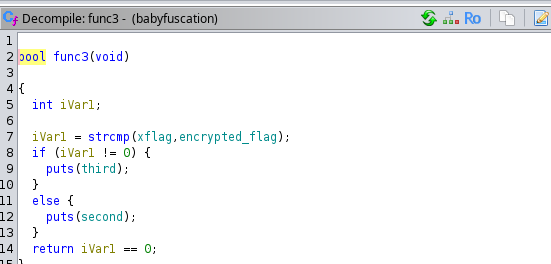 Decompile: func3 - (babyfuscation)
Ro
1
2 bool func3(void)
3
4 {
5 int iVar1;
6
7 iVar1 = strcmp(xflag,encrypted_flag);
8 if (iVar1 != 0) {
9 puts(third);
10 }
11 else {
12 puts(second);
13 }
14 return iVar1 == 0;
15 }